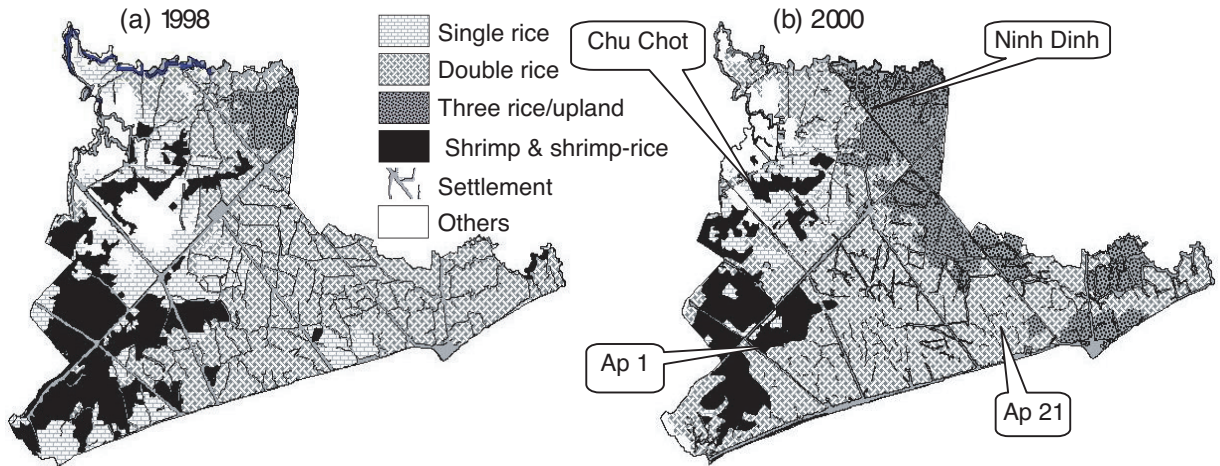 (a) 1998
Single rice
Double rice
Three rice/upland
Shrimp & shrimp-rice
Settlement
Others
(b) 2000
Chu Chot
Ninh Dinh
Ap 1
Ap 21